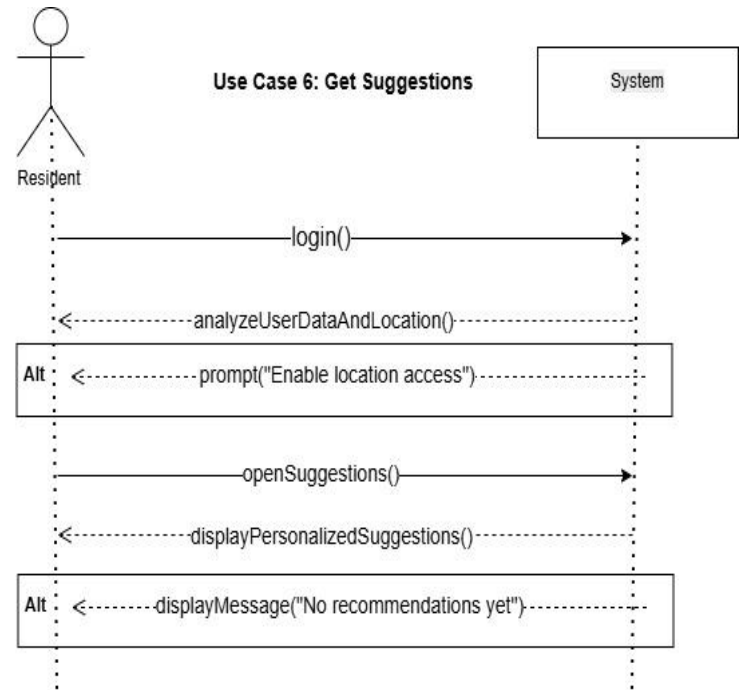 Use Case 6: Get Suggestions
System
Resident
login()
analyzeUserDataAndLocation()
Alt
prompt("Enable location access")
openSuggestions()
displayPersonalizedSuggestions()
Alt
displayMessage("No recommendations yet")